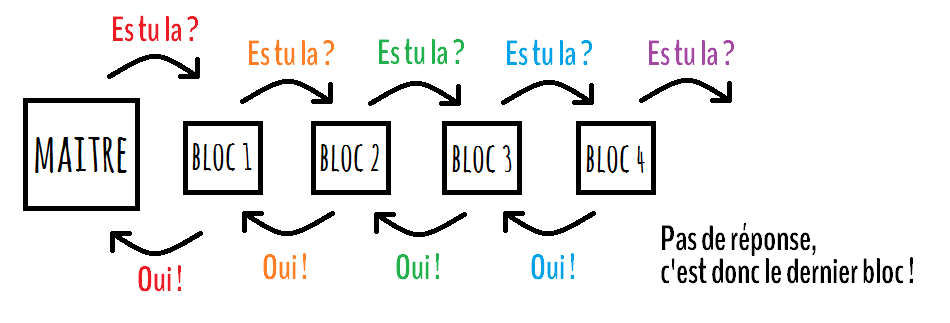 Es tu la ?
Es tu la ?
Es tu la ?
Es tu la ?
Es tu la ?
MAITRE
BLOC 1
BLOC 2
BLOC 3
BLOC 4
Oui !
Oui !
Oui !
Oui !
Pas de réponse,
c'est donc le dernier bloc !